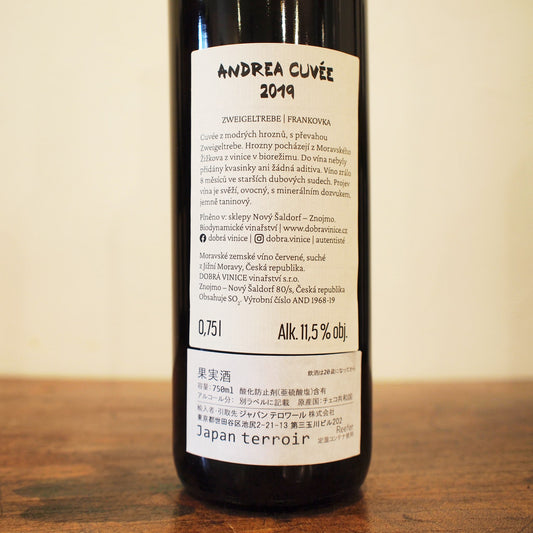 ANDREA CUVÉE
2019
ZWEIGELTREBE | FRANKOVKA
Cuvée z modrých hroznů, s převahou
Zweigeltrebe. Hrozny pocházejí z Moravského
Žižkova z vinice v biorežimu. Do vína nebyly
přidány kvasinky ani žádná aditiva. Víno zrálo
8 měsíců ve starších dubových sudech. Projev
vína je svěží, ovocný, s minerálním dozvukem,
jemně taninový.
Plněno v: sklepy Nový Šaldorf – Znojmo.
Biodynamické vinařství | www.dobravinice.cz
dobrá vinice | dobra.vinice | autentisté
Moravské zemské víno červené, suché
z Jižní Moravy, Česká republika.
DOBRÁ VINICE vinařství s.r.o.
Znojmo – Nový Šaldorf 80/s, Česká republika
Obsahuje SO2. Výrobní číslo AND 1968-19
0,75 l Alk. 11,5 % obj.
果実酒 飲酒は20歳になってから
容量: 750ml 酸化防止剤(亜硫酸塩)含有
アルコール分: 別ラベルに記載 原産国: チェコ共和国
輸入者・引取先 ジャパン テロワール 株式会社
東京都世田谷区池尻2-21-13 第三玉川ビル202
Japan terroir Reefer
定温コンテナ使用